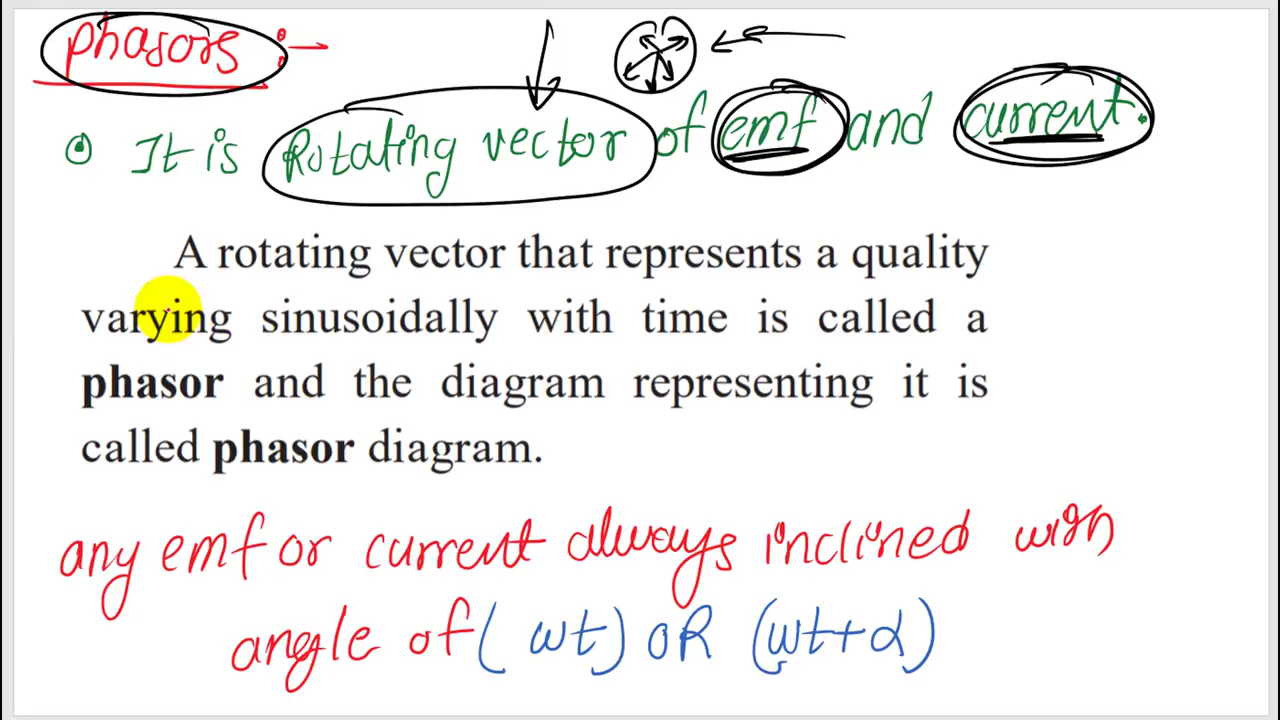 phasors :-
It is Rotating vector of emf and current.
A rotating vector that represents a quality
varying sinusoidally with time is called a
phasor and the diagram representing it is
called phasor diagram.
any emf or current always inclined with
angle of (wt) OR (wt+α)